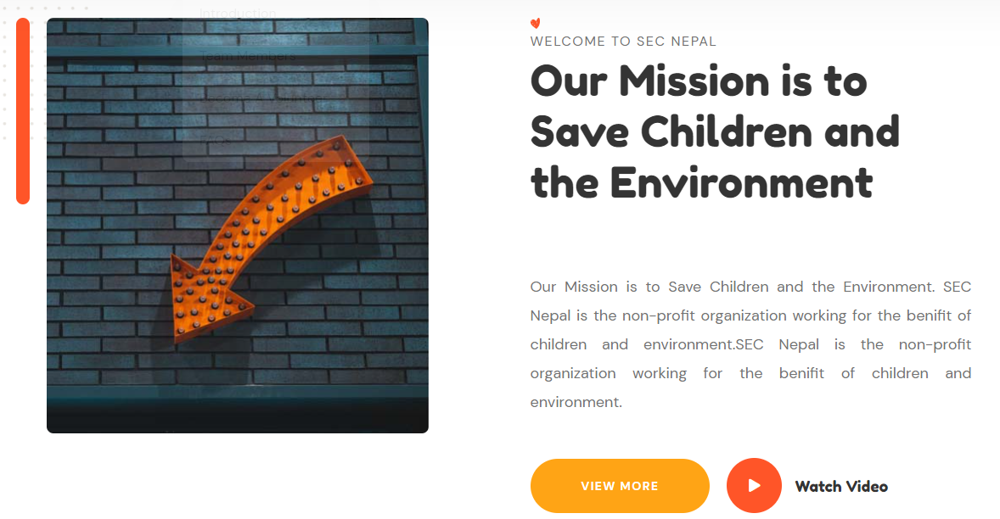 Introduction
Team Members
WELCOME TO SEC NEPAL
Our Mission is to
Save Children and
the Environment
Our Mission is to Save Children and the Environment. SEC
Nepal is the non-profit organization working for the benifit of
children and environment.SEC Nepal is the non-profit
organization working for the benifit of children and
environment.
VIEW MORE
Watch Video